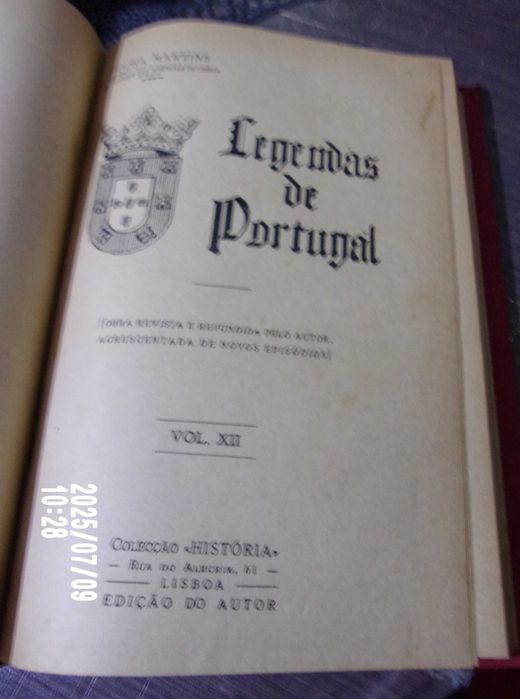 MARTINS
Legendas
de
Portugal
(OBRA REVISTA E REFUNDIDA PELO AUTOR,
ACRESCENTADA DE NOVOS EPISÓDIOS)
VOL. XII
COLECÇÃO «HISTÓRIA»
— RUA DO ALECRIM, 61 —
LISBOA
EDIÇÃO DO AUTOR
2025/07/09
10:28